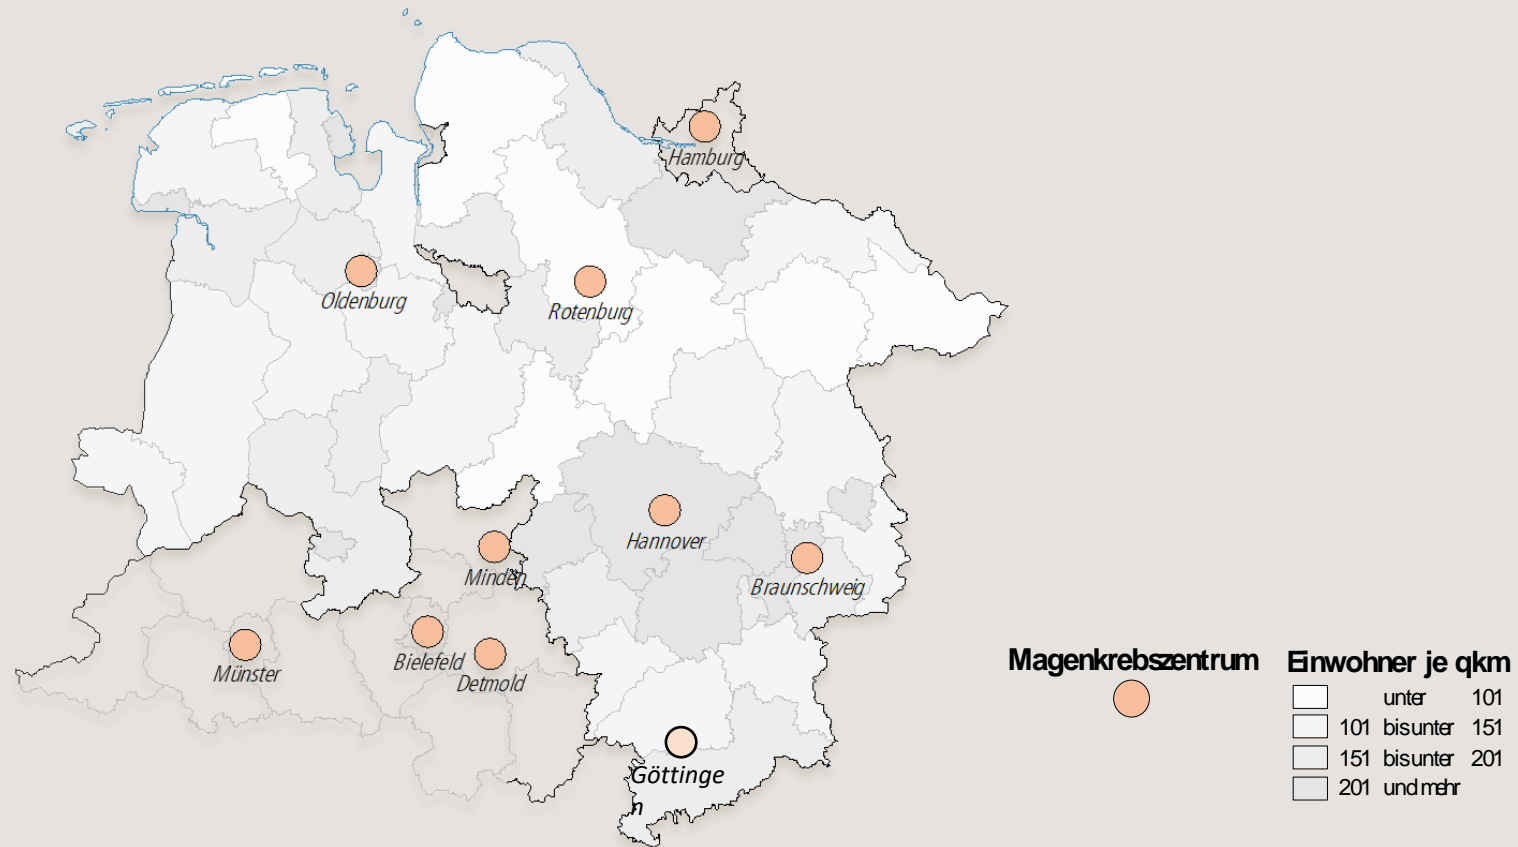 Hamburg
Oldenburg
Rotenburg
Hannover
Minden
Braunschweig
Bielefeld
Münster
Detmold
Göttinge
n
Magenkrebszentrum
Einwohner je qkm
unter 101
101 bis unter 151
151 bis unter 201
201 und mehr